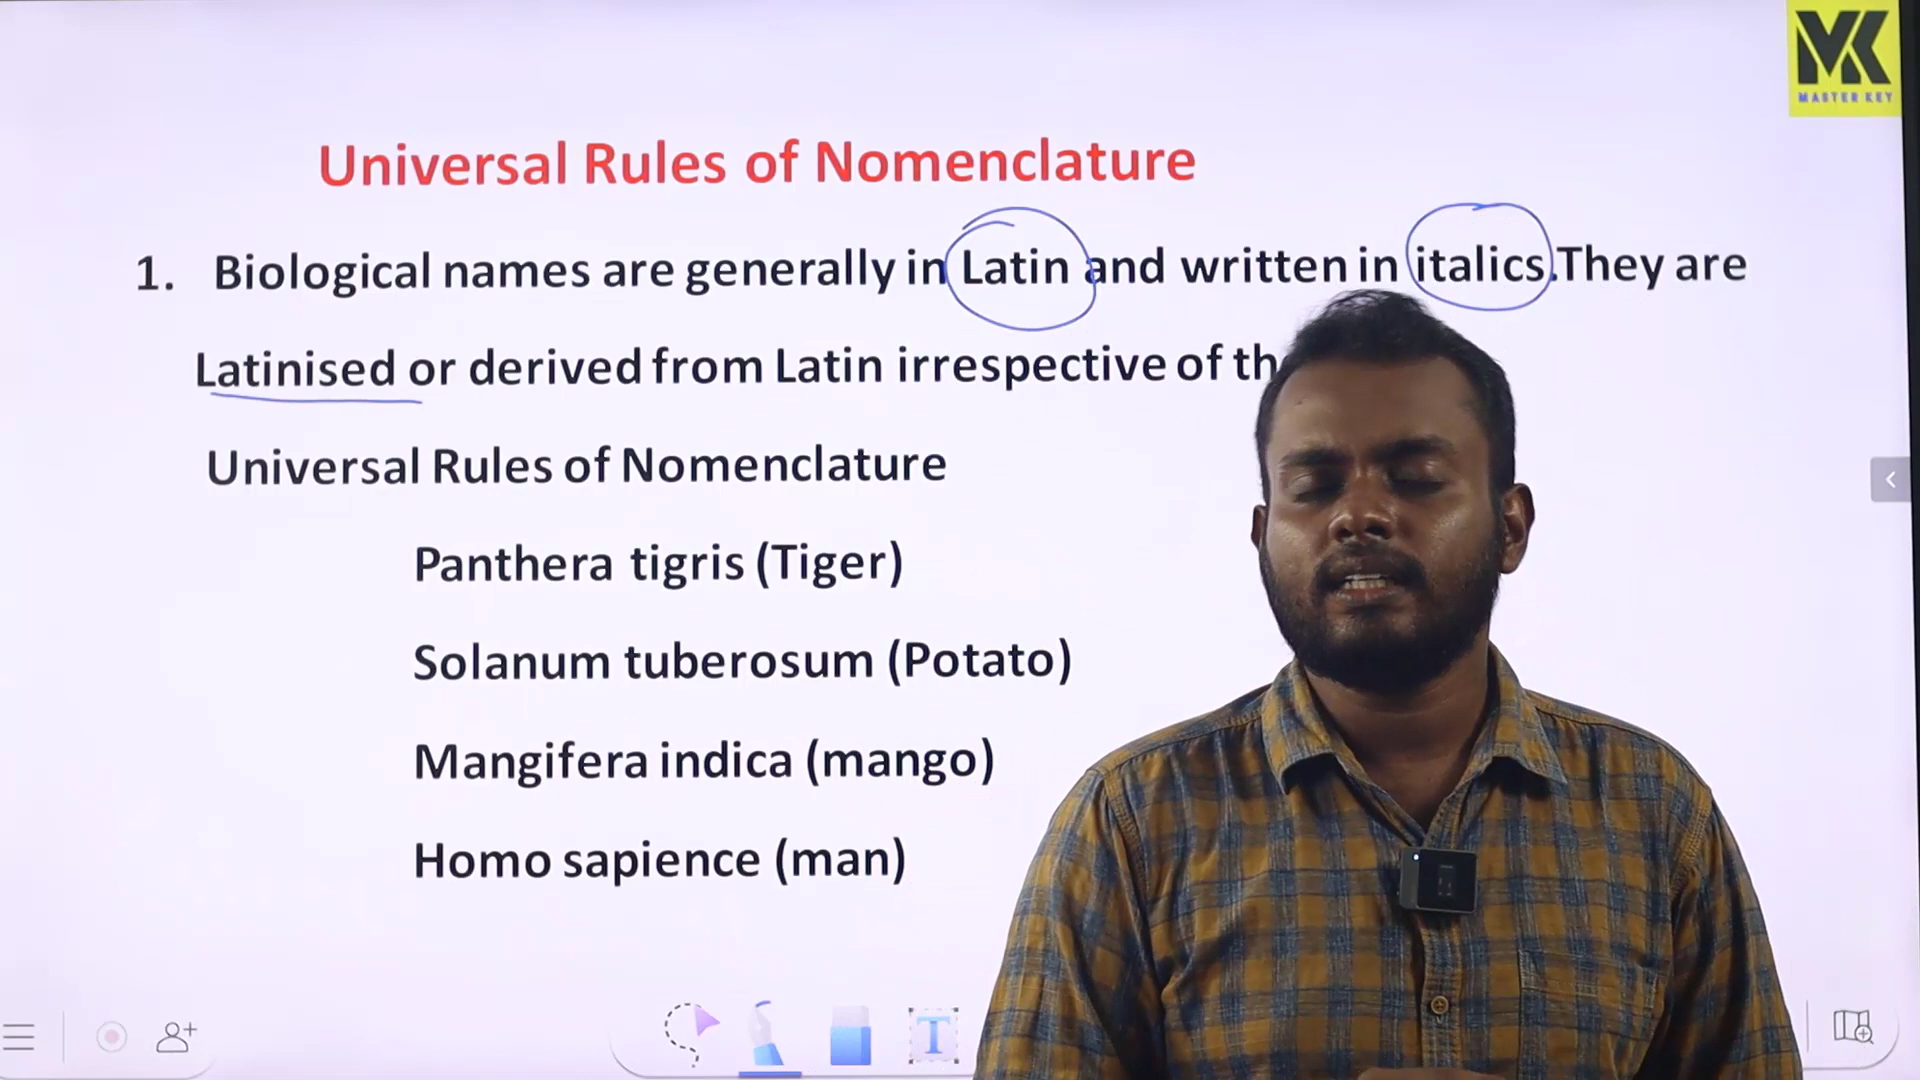 MK
MASTER KEY
Universal Rules of Nomenclature
1. Biological names are generally in Latin and written in italics.They are
Latinised or derived from Latin irrespective of
Universal Rules of Nomenclature
Panthera tigris (Tiger)
Solanum tuberosum (Potato)
Mangifera indica (mango)
Homo sapience (man)
T